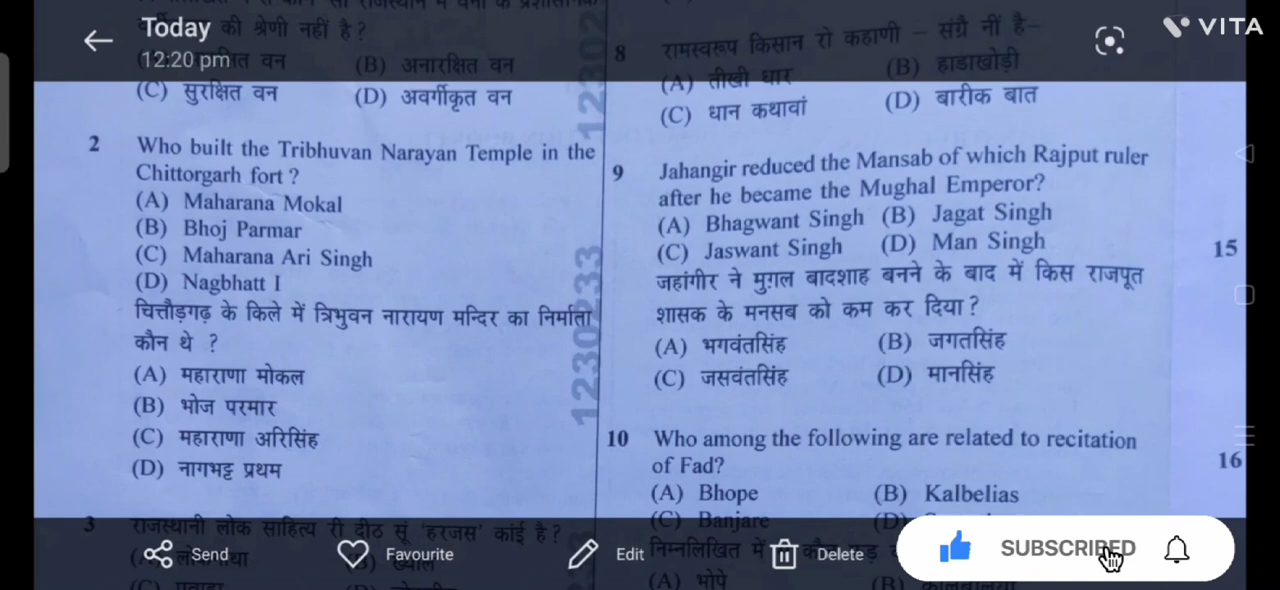 Today
12:20 pm
VITA
की श्रेणी नहीं है?
वन (B) अनारक्षित वन
(C) सुरक्षित वन (D) अवर्गीकृत वन
2 Who built the Tribhuvan Narayan Temple in the
Chittorgarh fort ?
(A) Maharana Mokal
(B) Bhoj Parmar
(C) Maharana Ari Singh
(D) Nagbhatt I
चित्तौड़गढ़ के किले में त्रिभुवन नारायण मन्दिर का निर्माता
कौन थे ?
(A) महाराणा मोकल
(B) भोज परमार
(C) महाराणा अरिसिंह
(D) नागभट्ट प्रथम
3 राजस्थानी लोक साहित्य री दीठ सूं 'हरजस' कांई है?
12302
1230233
8 रामस्वरूप किसान रो कहाणी – संग्रै नीं है–
(A) तीखी धार (B) हाडाखोड़ी
(C) धान कथावां (D) बारीक बात
9 Jahangir reduced the Mansab of which Rajput ruler
after he became the Mughal Emperor?
(A) Bhagwant Singh (B) Jagat Singh
(C) Jaswant Singh (D) Man Singh
जहांगीर ने मुग़ल बादशाह बनने के बाद में किस राजपूत
शासक के मनसब को कम कर दिया?
(A) भगवंतसिंह (B) जगतसिंह
(C) जसवंतसिंह (D) मानसिंह
10 Who among the following are related to recitation
of Fad?
(A) Bhope (B) Kalbelias
(C) Banjare (D)
निम्नलिखित में
(A) भोपे (B)
15
16
Send
Favourite
Edit
Delete
SUBSCRIBED